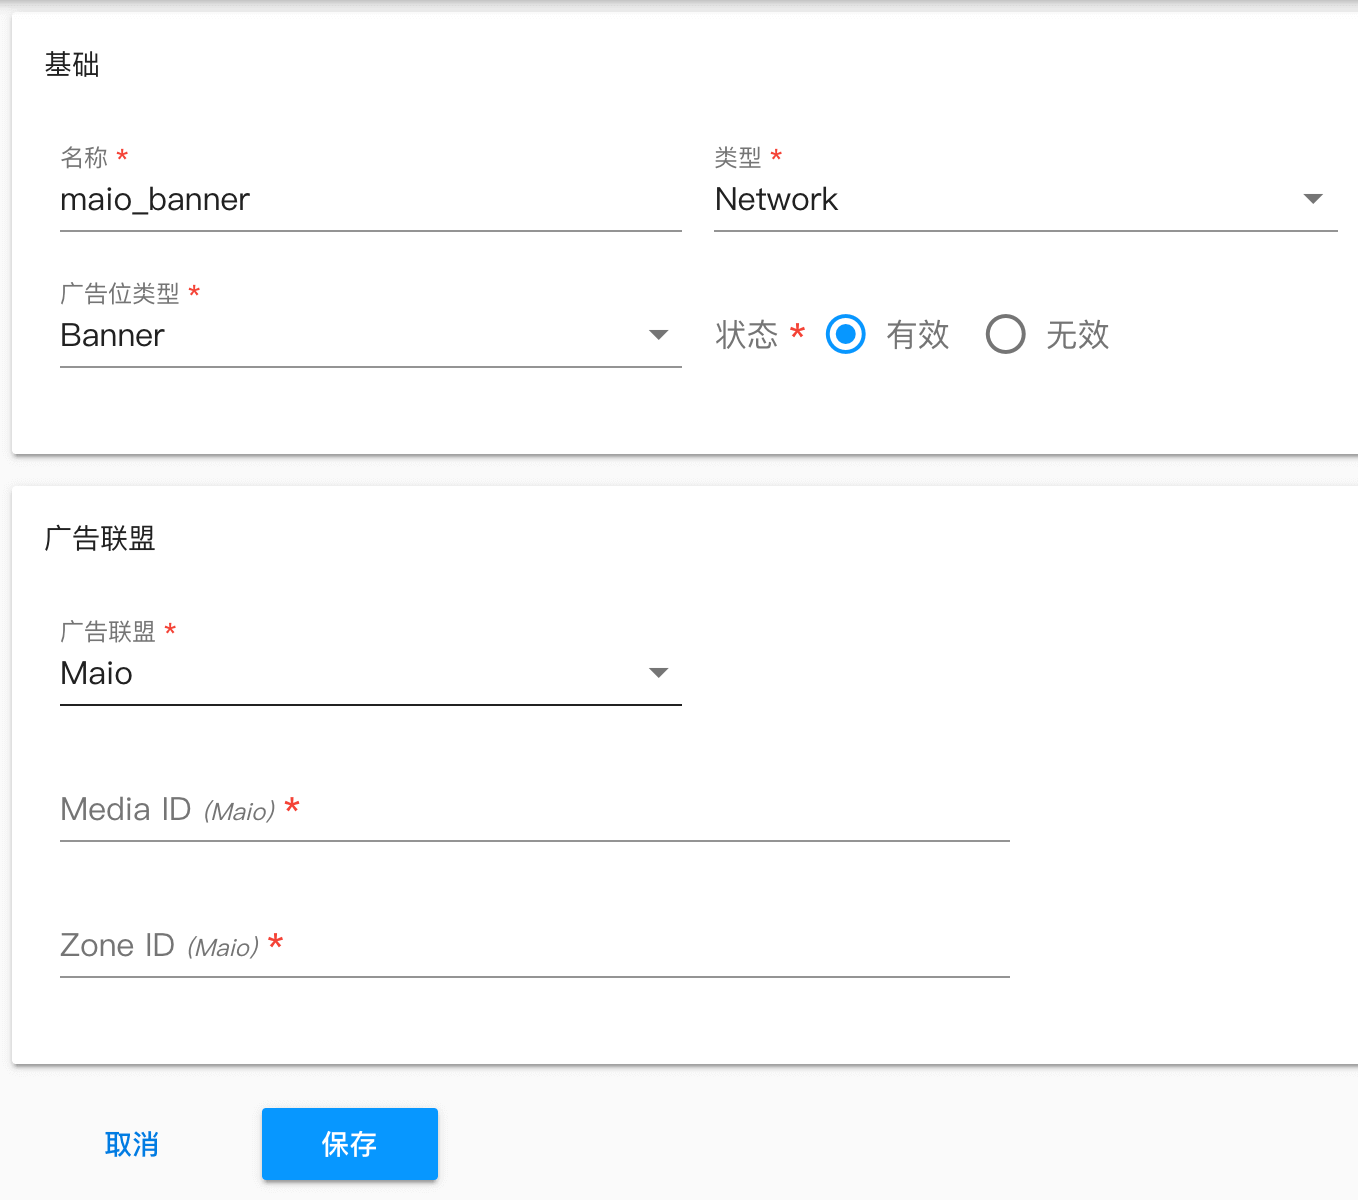 基础
名称 *
类型 *
maio_banner
Network
广告位类型 *
Banner
状态 * 有效 无效
广告联盟
广告联盟 *
Maio
Media ID (Maio) *
Zone ID (Maio) *
取消
保存